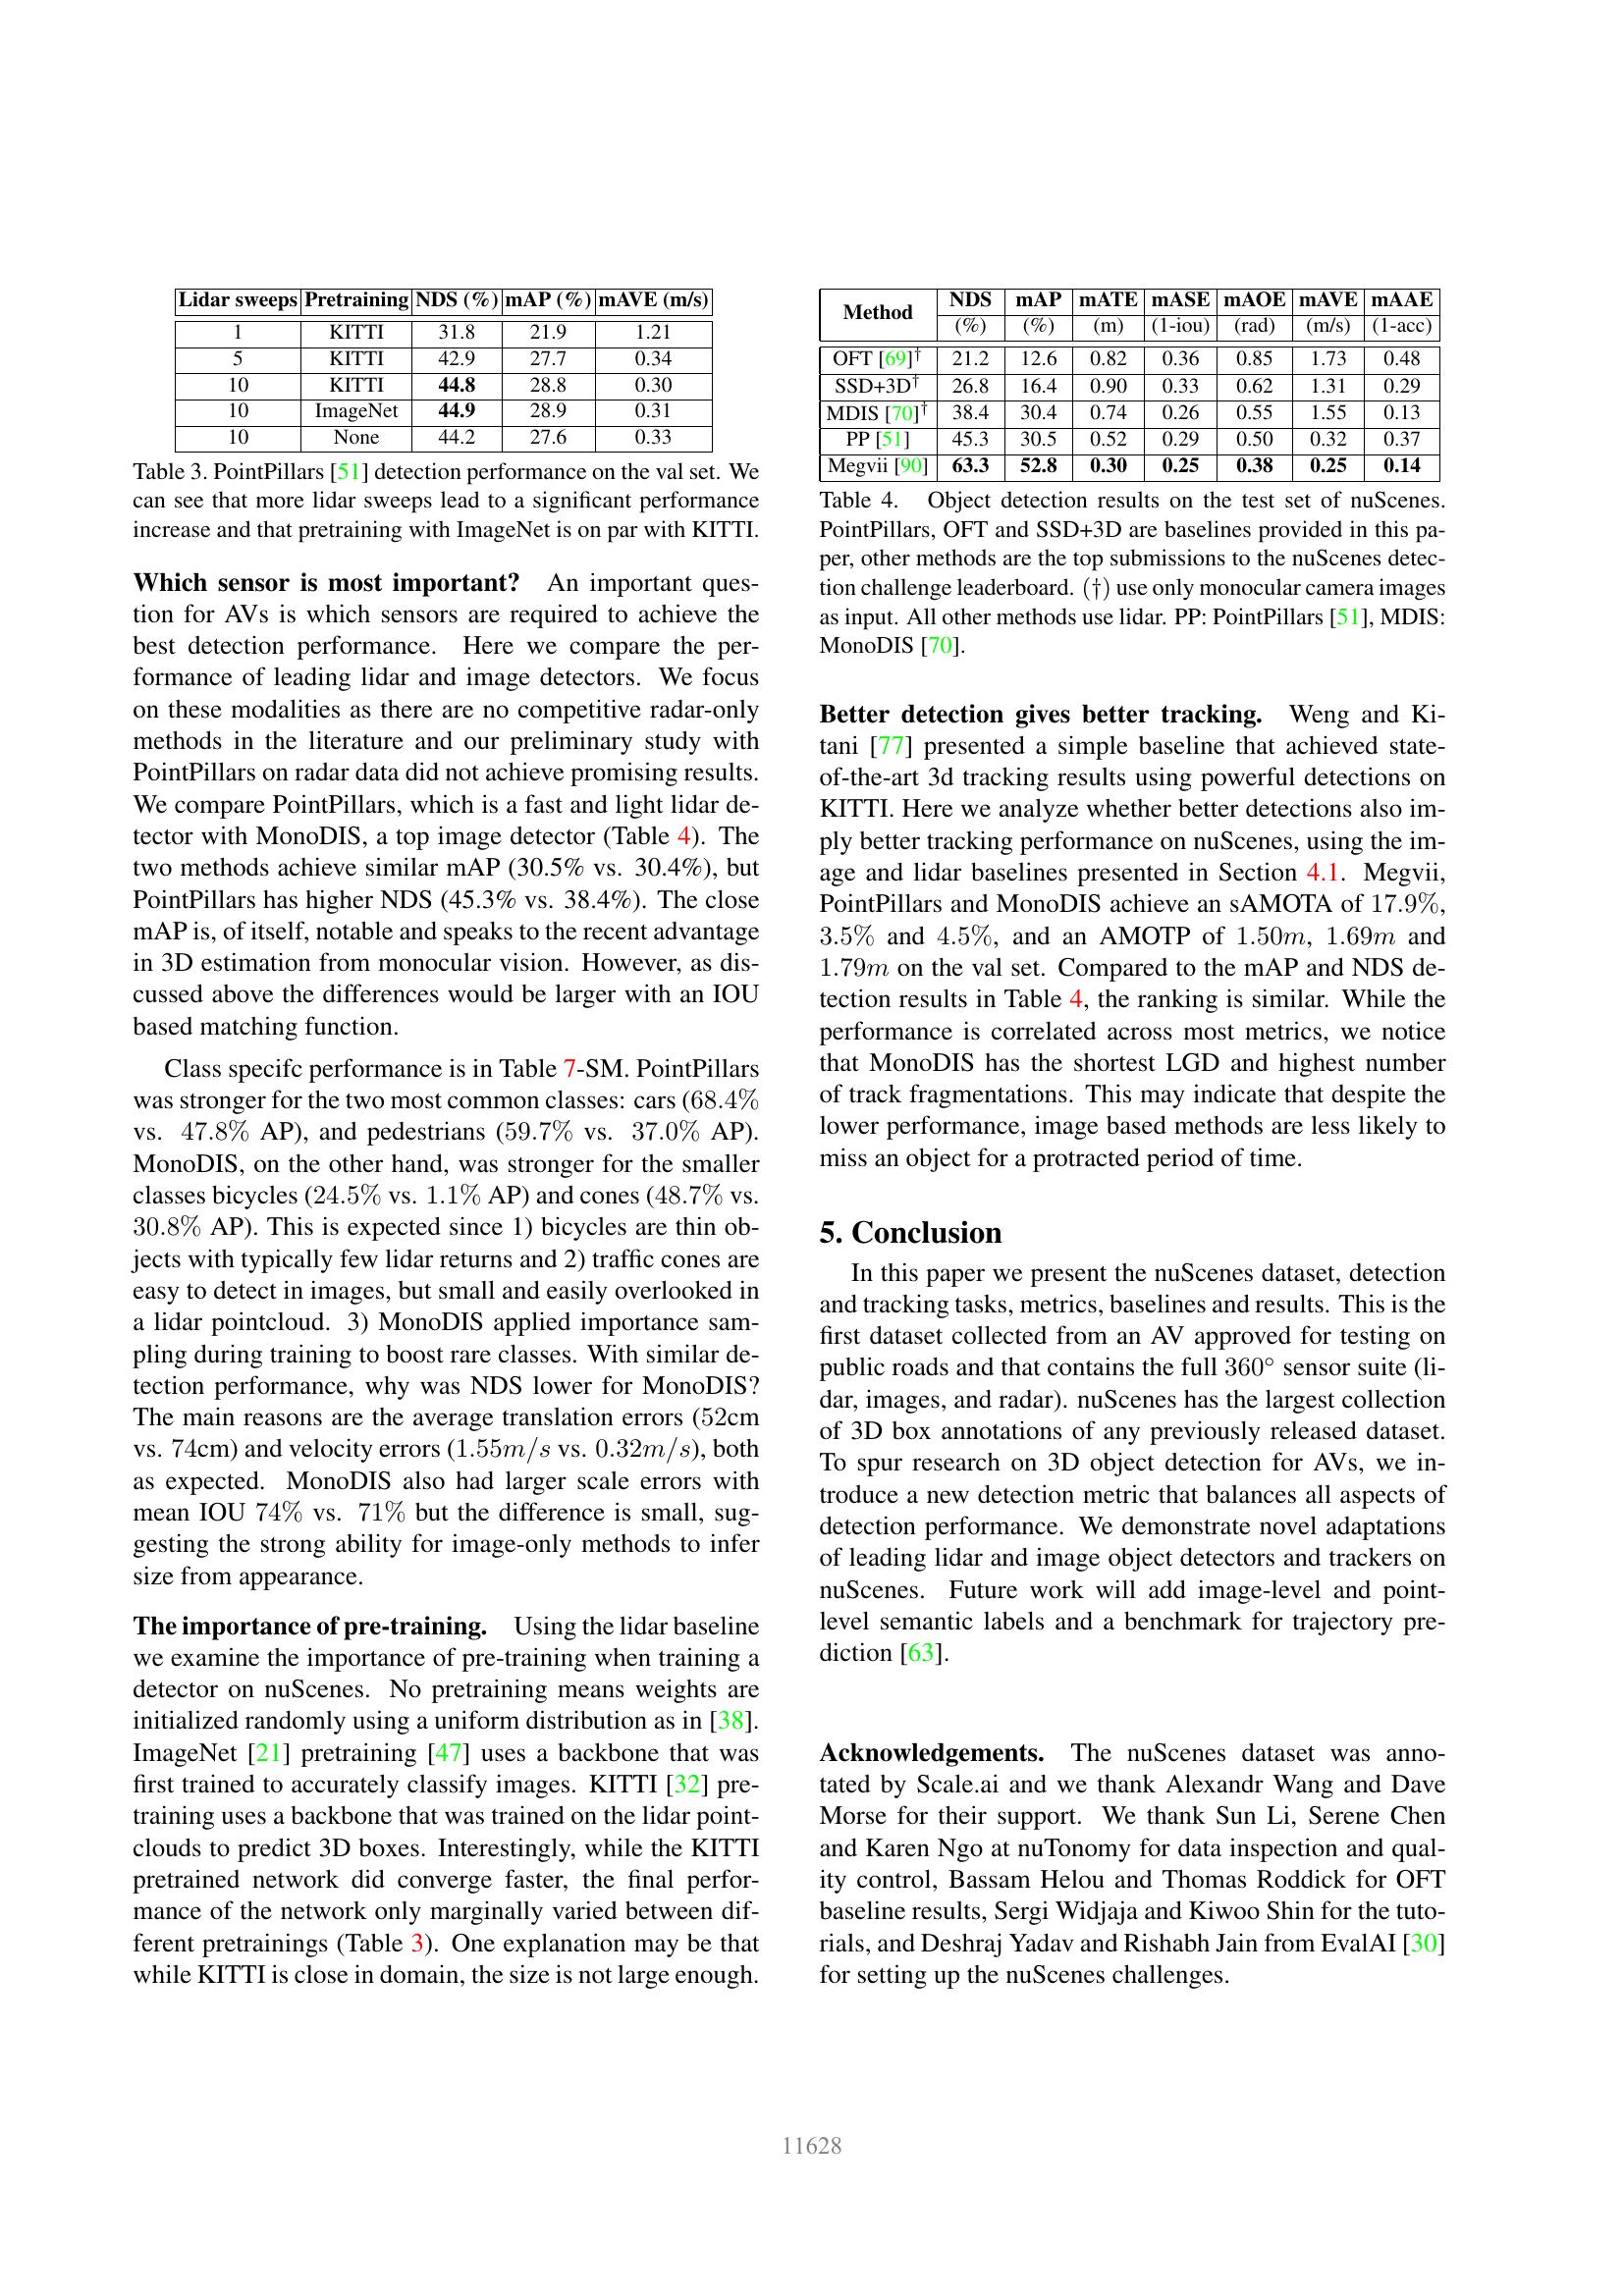 Lidar sweeps Pretraining NDS (%) mAP (%) mAVE (m/s)
1 KITTI 31.8 21.9 1.21
5 KITTI 42.9 27.7 0.34
10 KITTI 44.8 28.8 0.30
10 ImageNet 44.9 28.9 0.31
10 None 44.2 27.6 0.33
Table 3. PointPillars [51] detection performance on the val set. We
can see that more lidar sweeps lead to a significant performance
increase and that pretraining with ImageNet is on par with KITTI.
Which sensor is most important? An important ques-
tion for AVs is which sensors are required to achieve the
best detection performance. Here we compare the per-
formance of leading lidar and image detectors. We focus
on these modalities as there are no competitive radar-only
methods in the literature and our preliminary study with
PointPillars on radar data did not achieve promising results.
We compare PointPillars, which is a fast and light lidar de-
tector with MonoDIS, a top image detector (Table 4). The
two methods achieve similar mAP (30.5% vs. 30.4%), but
PointPillars has higher NDS (45.3% vs. 38.4%). The close
mAP is, of itself, notable and speaks to the recent advantage
in 3D estimation from monocular vision. However, as dis-
cussed above the differences would be larger with an IOU
based matching function.
Class specifc performance is in Table 7-SM. PointPillars
was stronger for the two most common classes: cars (68.4%
vs. 47.8% AP), and pedestrians (59.7% vs. 37.0% AP).
MonoDIS, on the other hand, was stronger for the smaller
classes bicycles (24.5% vs. 1.1% AP) and cones (48.7% vs.
30.8% AP). This is expected since 1) bicycles are thin ob-
jects with typically few lidar returns and 2) traffic cones are
easy to detect in images, but small and easily overlooked in
a lidar pointcloud. 3) MonoDIS applied importance sam-
pling during training to boost rare classes. With similar de-
tection performance, why was NDS lower for MonoDIS?
The main reasons are the average translation errors (52cm
vs. 74cm) and velocity errors (1.55m/s vs. 0.32m/s), both
as expected. MonoDIS also had larger scale errors with
mean IOU 74% vs. 71% but the difference is small, sug-
gesting the strong ability for image-only methods to infer
size from appearance.
The importance of pre-training. Using the lidar baseline
we examine the importance of pre-training when training a
detector on nuScenes. No pretraining means weights are
initialized randomly using a uniform distribution as in [38].
ImageNet [21] pretraining [47] uses a backbone that was
first trained to accurately classify images. KITTI [32] pre-
training uses a backbone that was trained on the lidar point-
clouds to predict 3D boxes. Interestingly, while the KITTI
pretrained network did converge faster, the final perfor-
mance of the network only marginally varied between dif-
ferent pretrainings (Table 3). One explanation may be that
while KITTI is close in domain, the size is not large enough.
Method NDS mAP mATE mASE mAOE mAVE mAAE
(%) (%) (m) (1-iou) (rad) (m/s) (1-acc)
OFT [69]† 21.2 12.6 0.82 0.36 0.85 1.73 0.48
SSD+3D† 26.8 16.4 0.90 0.33 0.62 1.31 0.29
MDIS [70]† 38.4 30.4 0.74 0.26 0.55 1.55 0.13
PP [51] 45.3 30.5 0.52 0.29 0.50 0.32 0.37
Megvii [90] 63.3 52.8 0.30 0.25 0.38 0.25 0.14
Table 4. Object detection results on the test set of nuScenes.
PointPillars, OFT and SSD+3D are baselines provided in this pa-
per, other methods are the top submissions to the nuScenes detec-
tion challenge leaderboard. (†) use only monocular camera images
as input. All other methods use lidar. PP: PointPillars [51], MDIS:
MonoDIS [70].
Better detection gives better tracking. Weng and Ki-
tani [77] presented a simple baseline that achieved state-
of-the-art 3d tracking results using powerful detections on
KITTI. Here we analyze whether better detections also im-
ply better tracking performance on nuScenes, using the im-
age and lidar baselines presented in Section 4.1. Megvii,
PointPillars and MonoDIS achieve an sAMOTA of 17.9%,
3.5% and 4.5%, and an AMOTP of 1.50m, 1.69m and
1.79m on the val set. Compared to the mAP and NDS de-
tection results in Table 4, the ranking is similar. While the
performance is correlated across most metrics, we notice
that MonoDIS has the shortest LGD and highest number
of track fragmentations. This may indicate that despite the
lower performance, image based methods are less likely to
miss an object for a protracted period of time.
5. Conclusion
In this paper we present the nuScenes dataset, detection
and tracking tasks, metrics, baselines and results. This is the
first dataset collected from an AV approved for testing on
public roads and that contains the full 360° sensor suite (li-
dar, images, and radar). nuScenes has the largest collection
of 3D box annotations of any previously released dataset.
To spur research on 3D object detection for AVs, we in-
troduce a new detection metric that balances all aspects of
detection performance. We demonstrate novel adaptations
of leading lidar and image object detectors and trackers on
nuScenes. Future work will add image-level and point-
level semantic labels and a benchmark for trajectory pre-
diction [63].
Acknowledgements. The nuScenes dataset was anno-
tated by Scale.ai and we thank Alexandr Wang and Dave
Morse for their support. We thank Sun Li, Serene Chen
and Karen Ngo at nuTonomy for data inspection and qual-
ity control, Bassam Helou and Thomas Roddick for OFT
baseline results, Sergi Widjaja and Kiwoo Shin for the tuto-
rials, and Deshraj Yadav and Rishabh Jain from EvalAI [30]
for setting up the nuScenes challenges.
11628